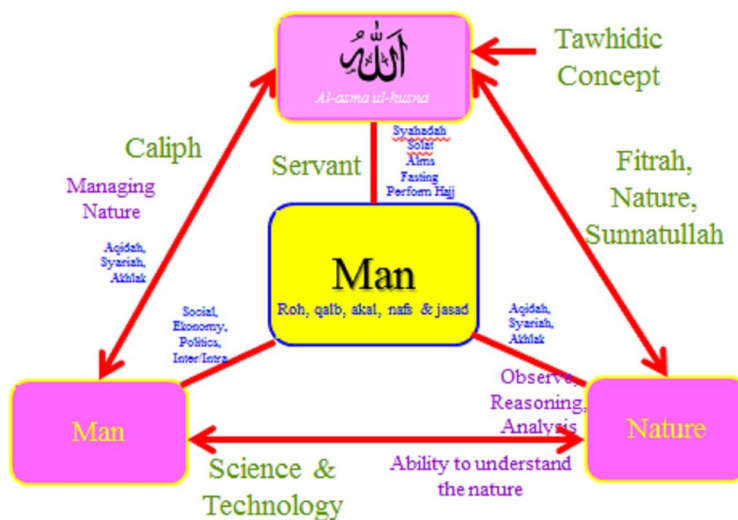 اَللّٰهُ
Al-asma ul-husna
Tawhidic
Concept
Caliph
Managing
Nature
Aqidah,
Syariah,
Akhlak
Servant
Syahadah
Solat
Alms
Fasting
Perform Hajj
Fitrah,
Nature,
Sunnatullah
Man
Roh, qalb, akal, nafs & jasad
Social,
Ekonomy,
Politics,
Inter/Intra
Aqidah,
Syariah,
Akhlak
Observe,
Reasoning,
Analysis
Man
Nature
Science &
Technology
Ability to understand
the nature